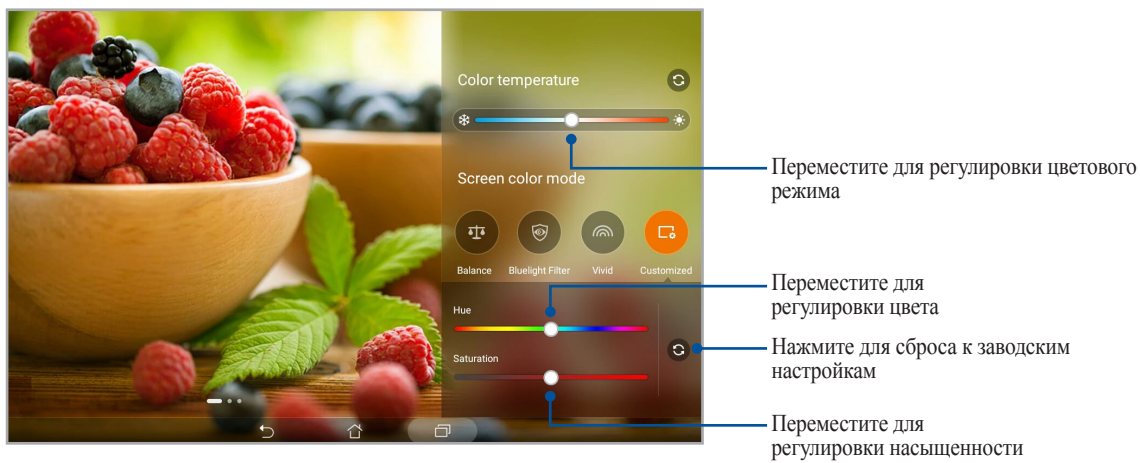 Color temperature
Переместите для регулировки цветового
режима
Screen color mode
Balance Bluelight Filter Vivid Customized
Переместите для
регулировки цвета
Hue
Нажмите для сброса к заводским
настройкам
Saturation
Переместите для
регулировки насыщенности